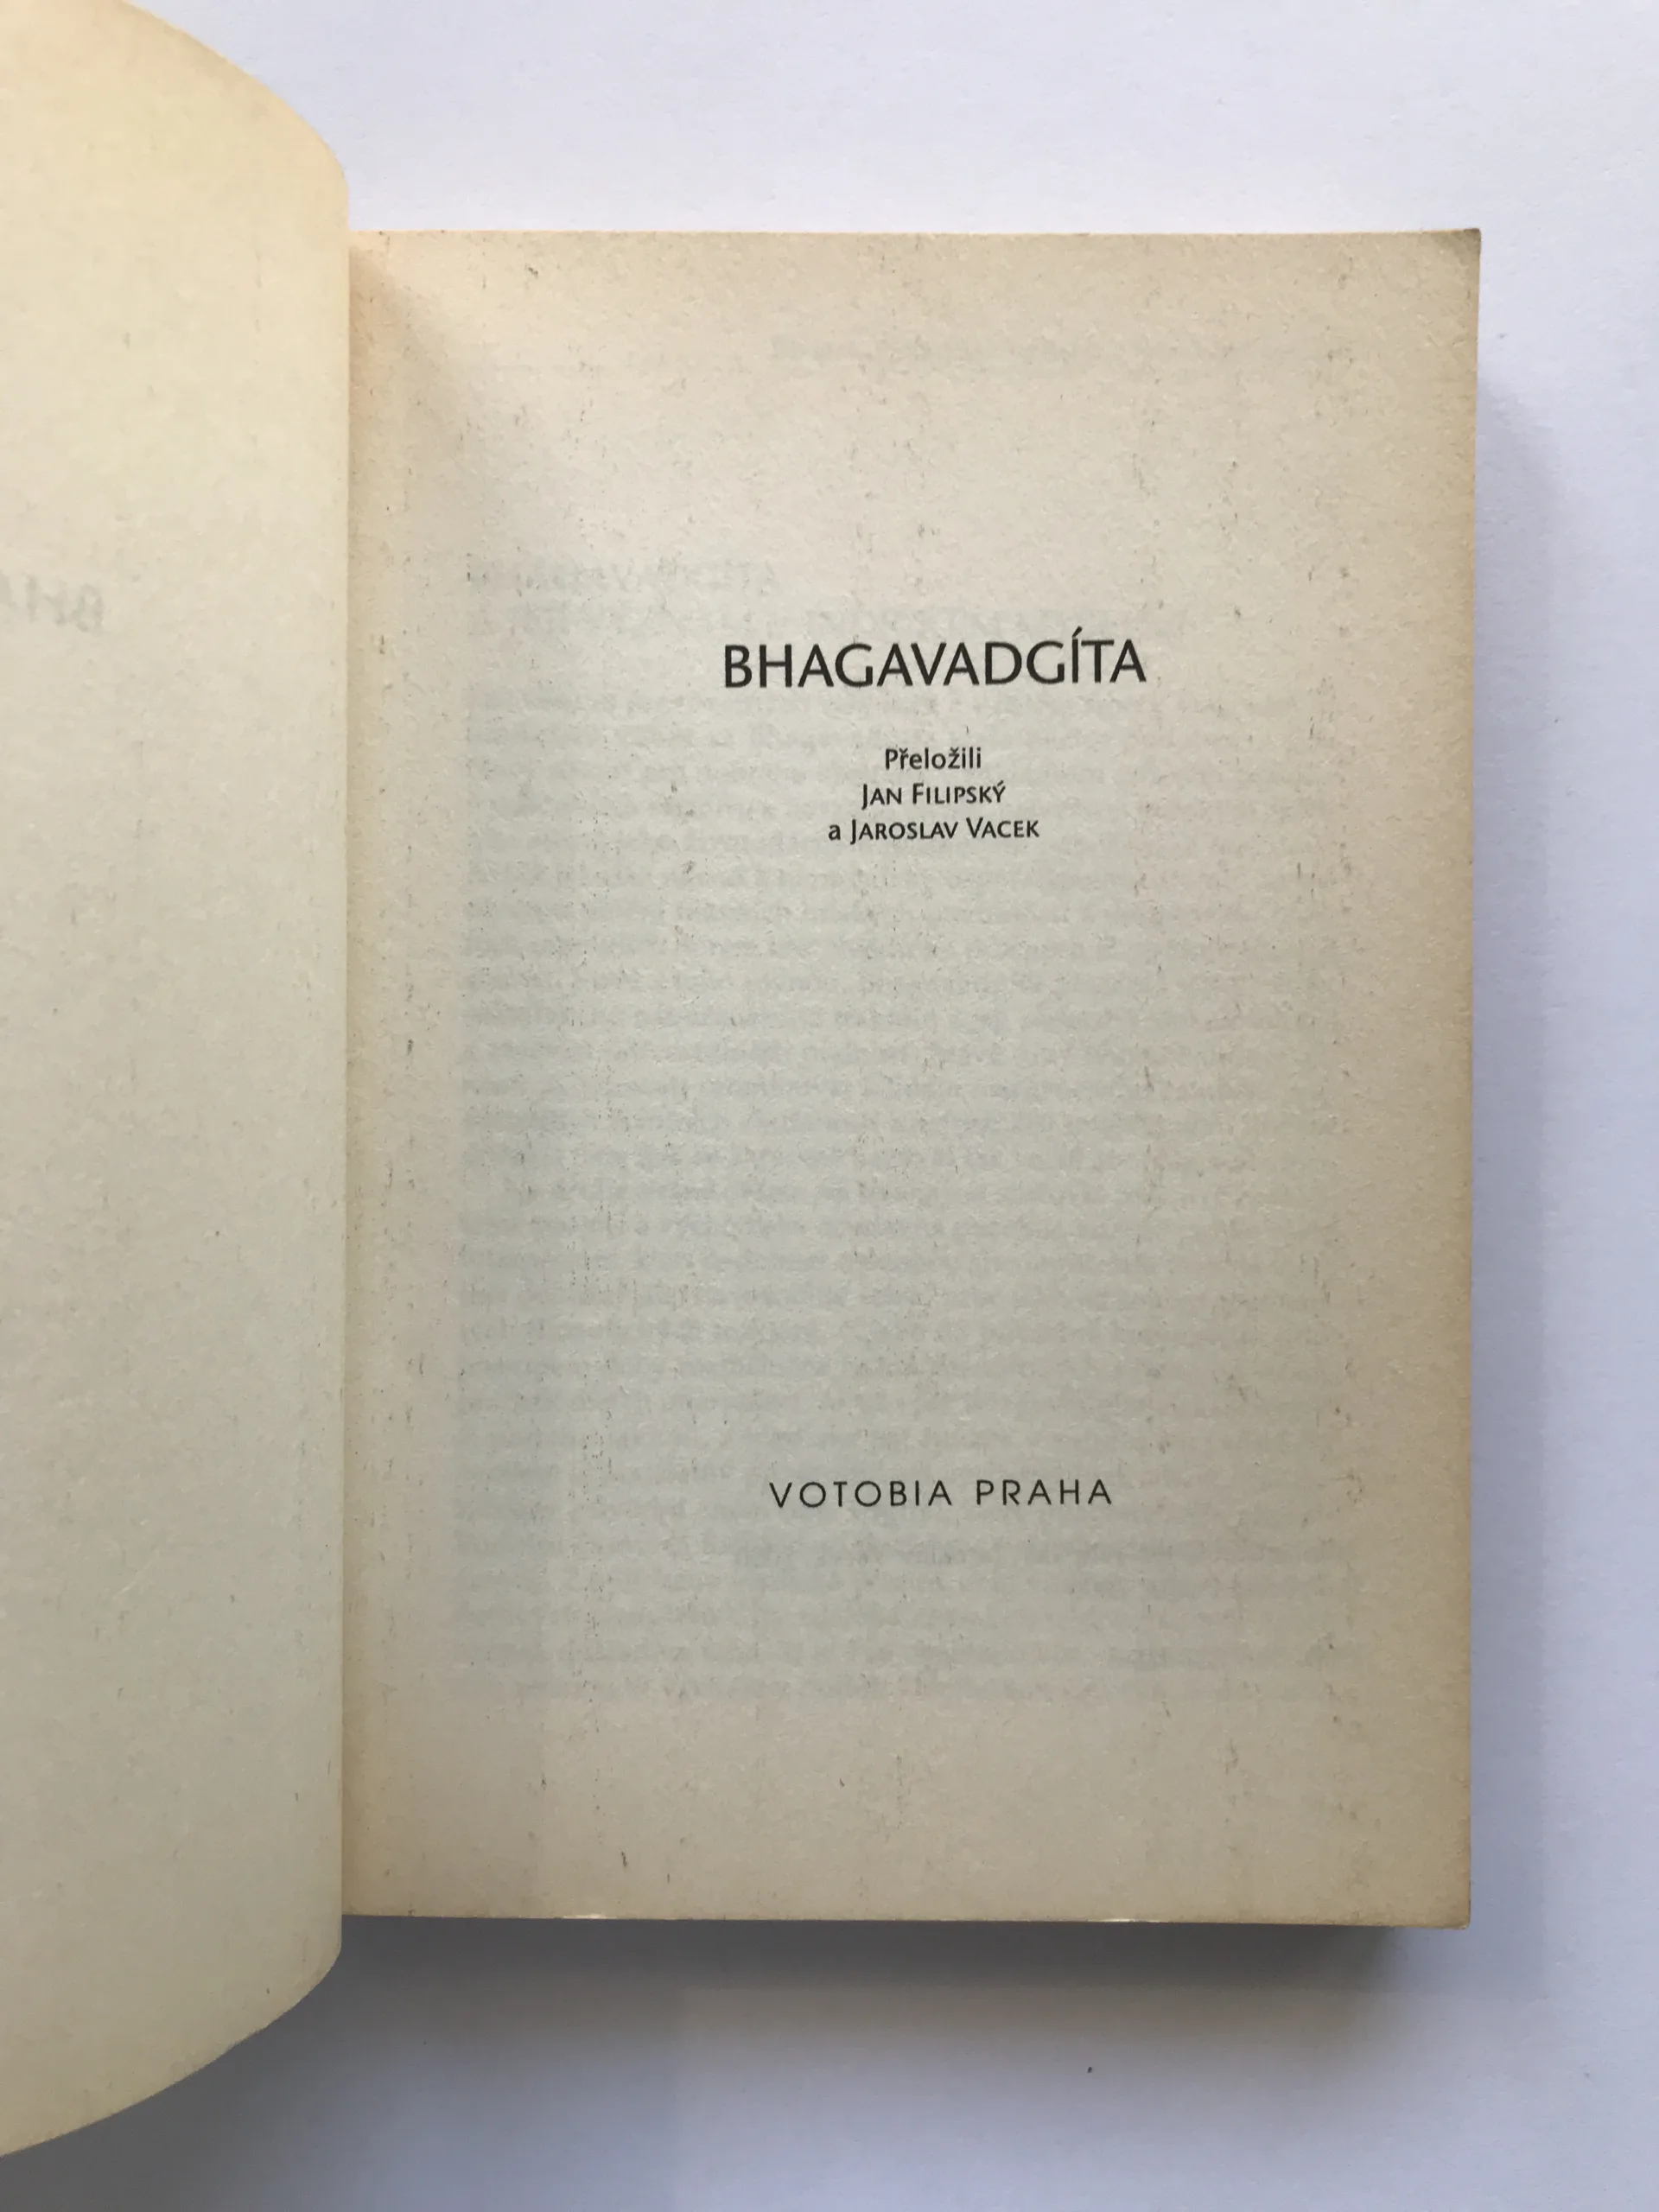 BHAGAVADGÍTA
Přeložili
JAN FILIPSKÝ
a JAROSLAV VACEK
VOTOBIA PRAHA